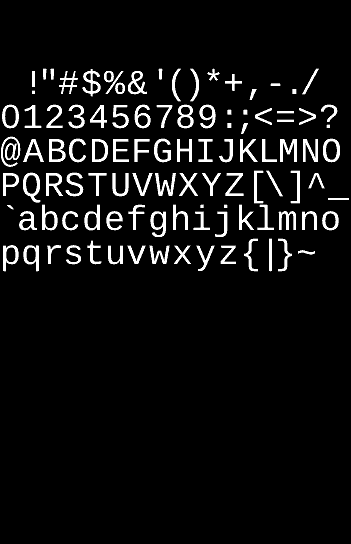 !"#$%&'()*+,-./
0123456789:;<=>?
@ABCDEFGHIJKLMNO
PQRSTUVWXYZ[\]^_
`abcdefghijklmno
pqrstuvwxyz{|}~